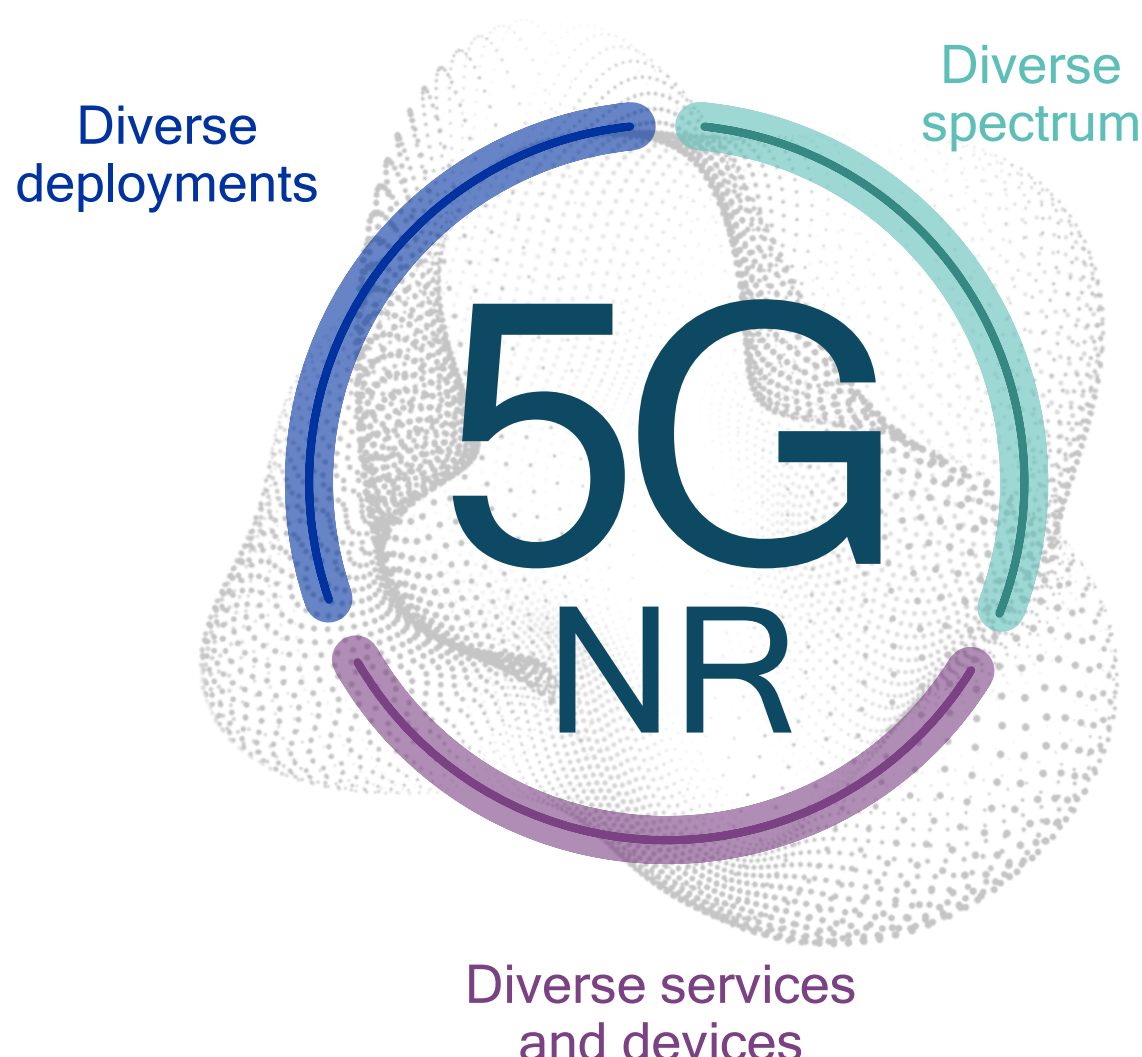 Diverse
deployments
Diverse
spectrum
5G
NR
Diverse services
and devices